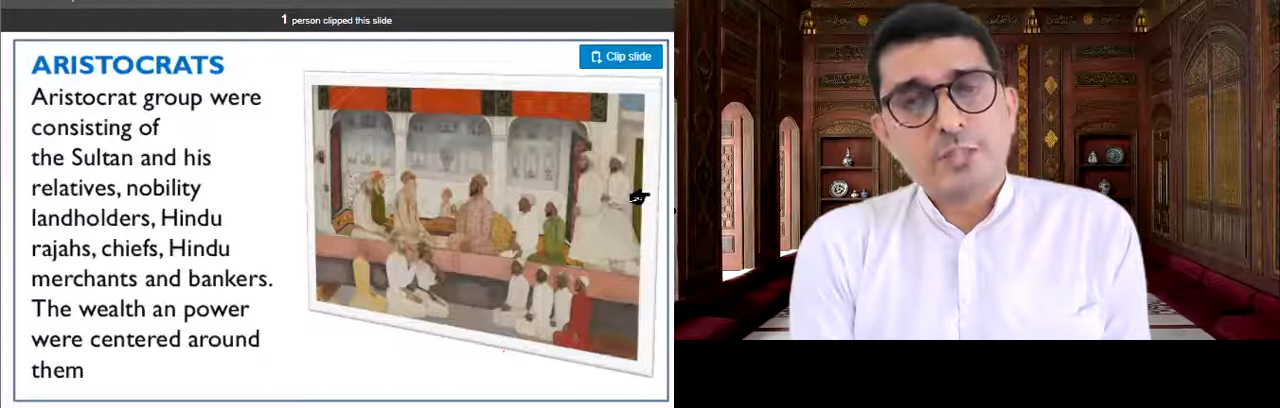 1 person clipped this slide
Clip slide
ARISTOCRATS
Aristocrat group were
consisting of
the Sultan and his
relatives, nobility
landholders, Hindu
rajahs, chiefs, Hindu
merchants and bankers.
The wealth an power
were centered around
them